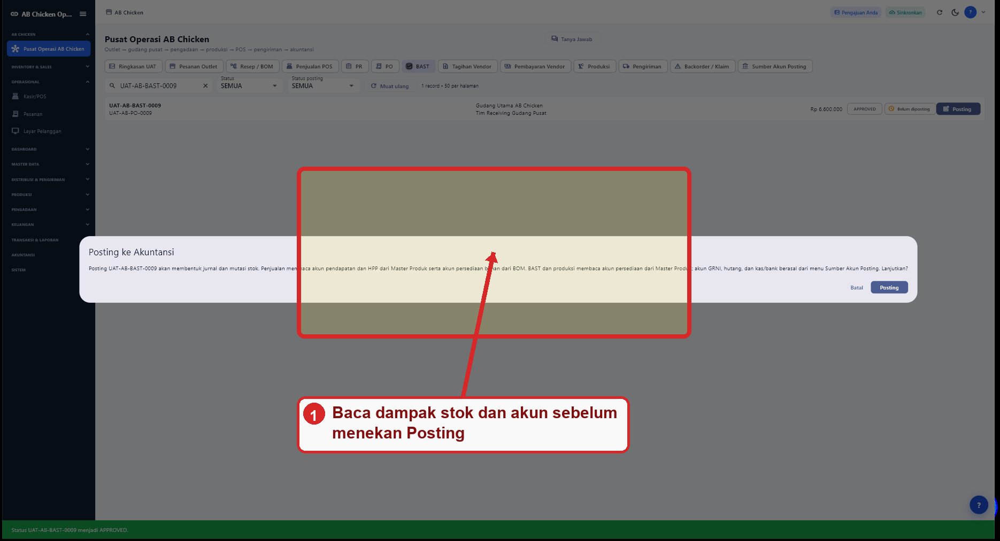 AB Chicken Op...
AB Chicken
Pengajuan Anda
Sinkronkan
?
AB CHICKEN
Pusat Operasi AB Chicken
INVENTORY & SALES
OPERASIONAL
Kasir/POS
Pesanan
Layar Pelanggan
DASHBOARD
MASTER DATA
DISTRIBUSI & PENGIRIMAN
PRODUKSI
PENGADAAN
KEUANGAN
TRANSAKSI & LAPORAN
AKUNTANSI
SISTEM
Pusat Operasi AB Chicken
Outlet → gudang pusat → pengadaan → produksi → POS → pengiriman → akuntansi
Tanya Jawab
Ringkasan UAT
Pesanan Outlet
Resep / BOM
Penjualan POS
PR
PO
BAST
Tagihan Vendor
Pembayaran Vendor
Produksi
Pengiriman
Backorder / Klaim
Sumber Akun Posting
UAT-AB-BAST-0009
Status
SEMUA
Status posting
SEMUA
Muat ulang
1 record • 50 per halaman
UAT-AB-BAST-0009
UAT-AB-PO-0009
Gudang Utama AB Chicken
Tim Receiving Gudang Pusat
Rp 6.600.000
APPROVED
Belum diposting
Posting
Posting ke Akuntansi
Posting UAT-AB-BAST-0009 akan membentuk jurnal dan mutasi stok. Penjualan membaca akun pendapatan dan HPP dari Master Produk serta akun persediaan bahan dari BOM. BAST dan produksi membaca akun persediaan dari Master Produk; akun GRNI, hutang, dan kas/bank berasal dari menu Sumber Akun Posting. Lanjutkan?
Batal
Posting
1
Baca dampak stok dan akun sebelum
menekan Posting
?
Status UAT-AB-BAST-0009 menjadi APPROVED.